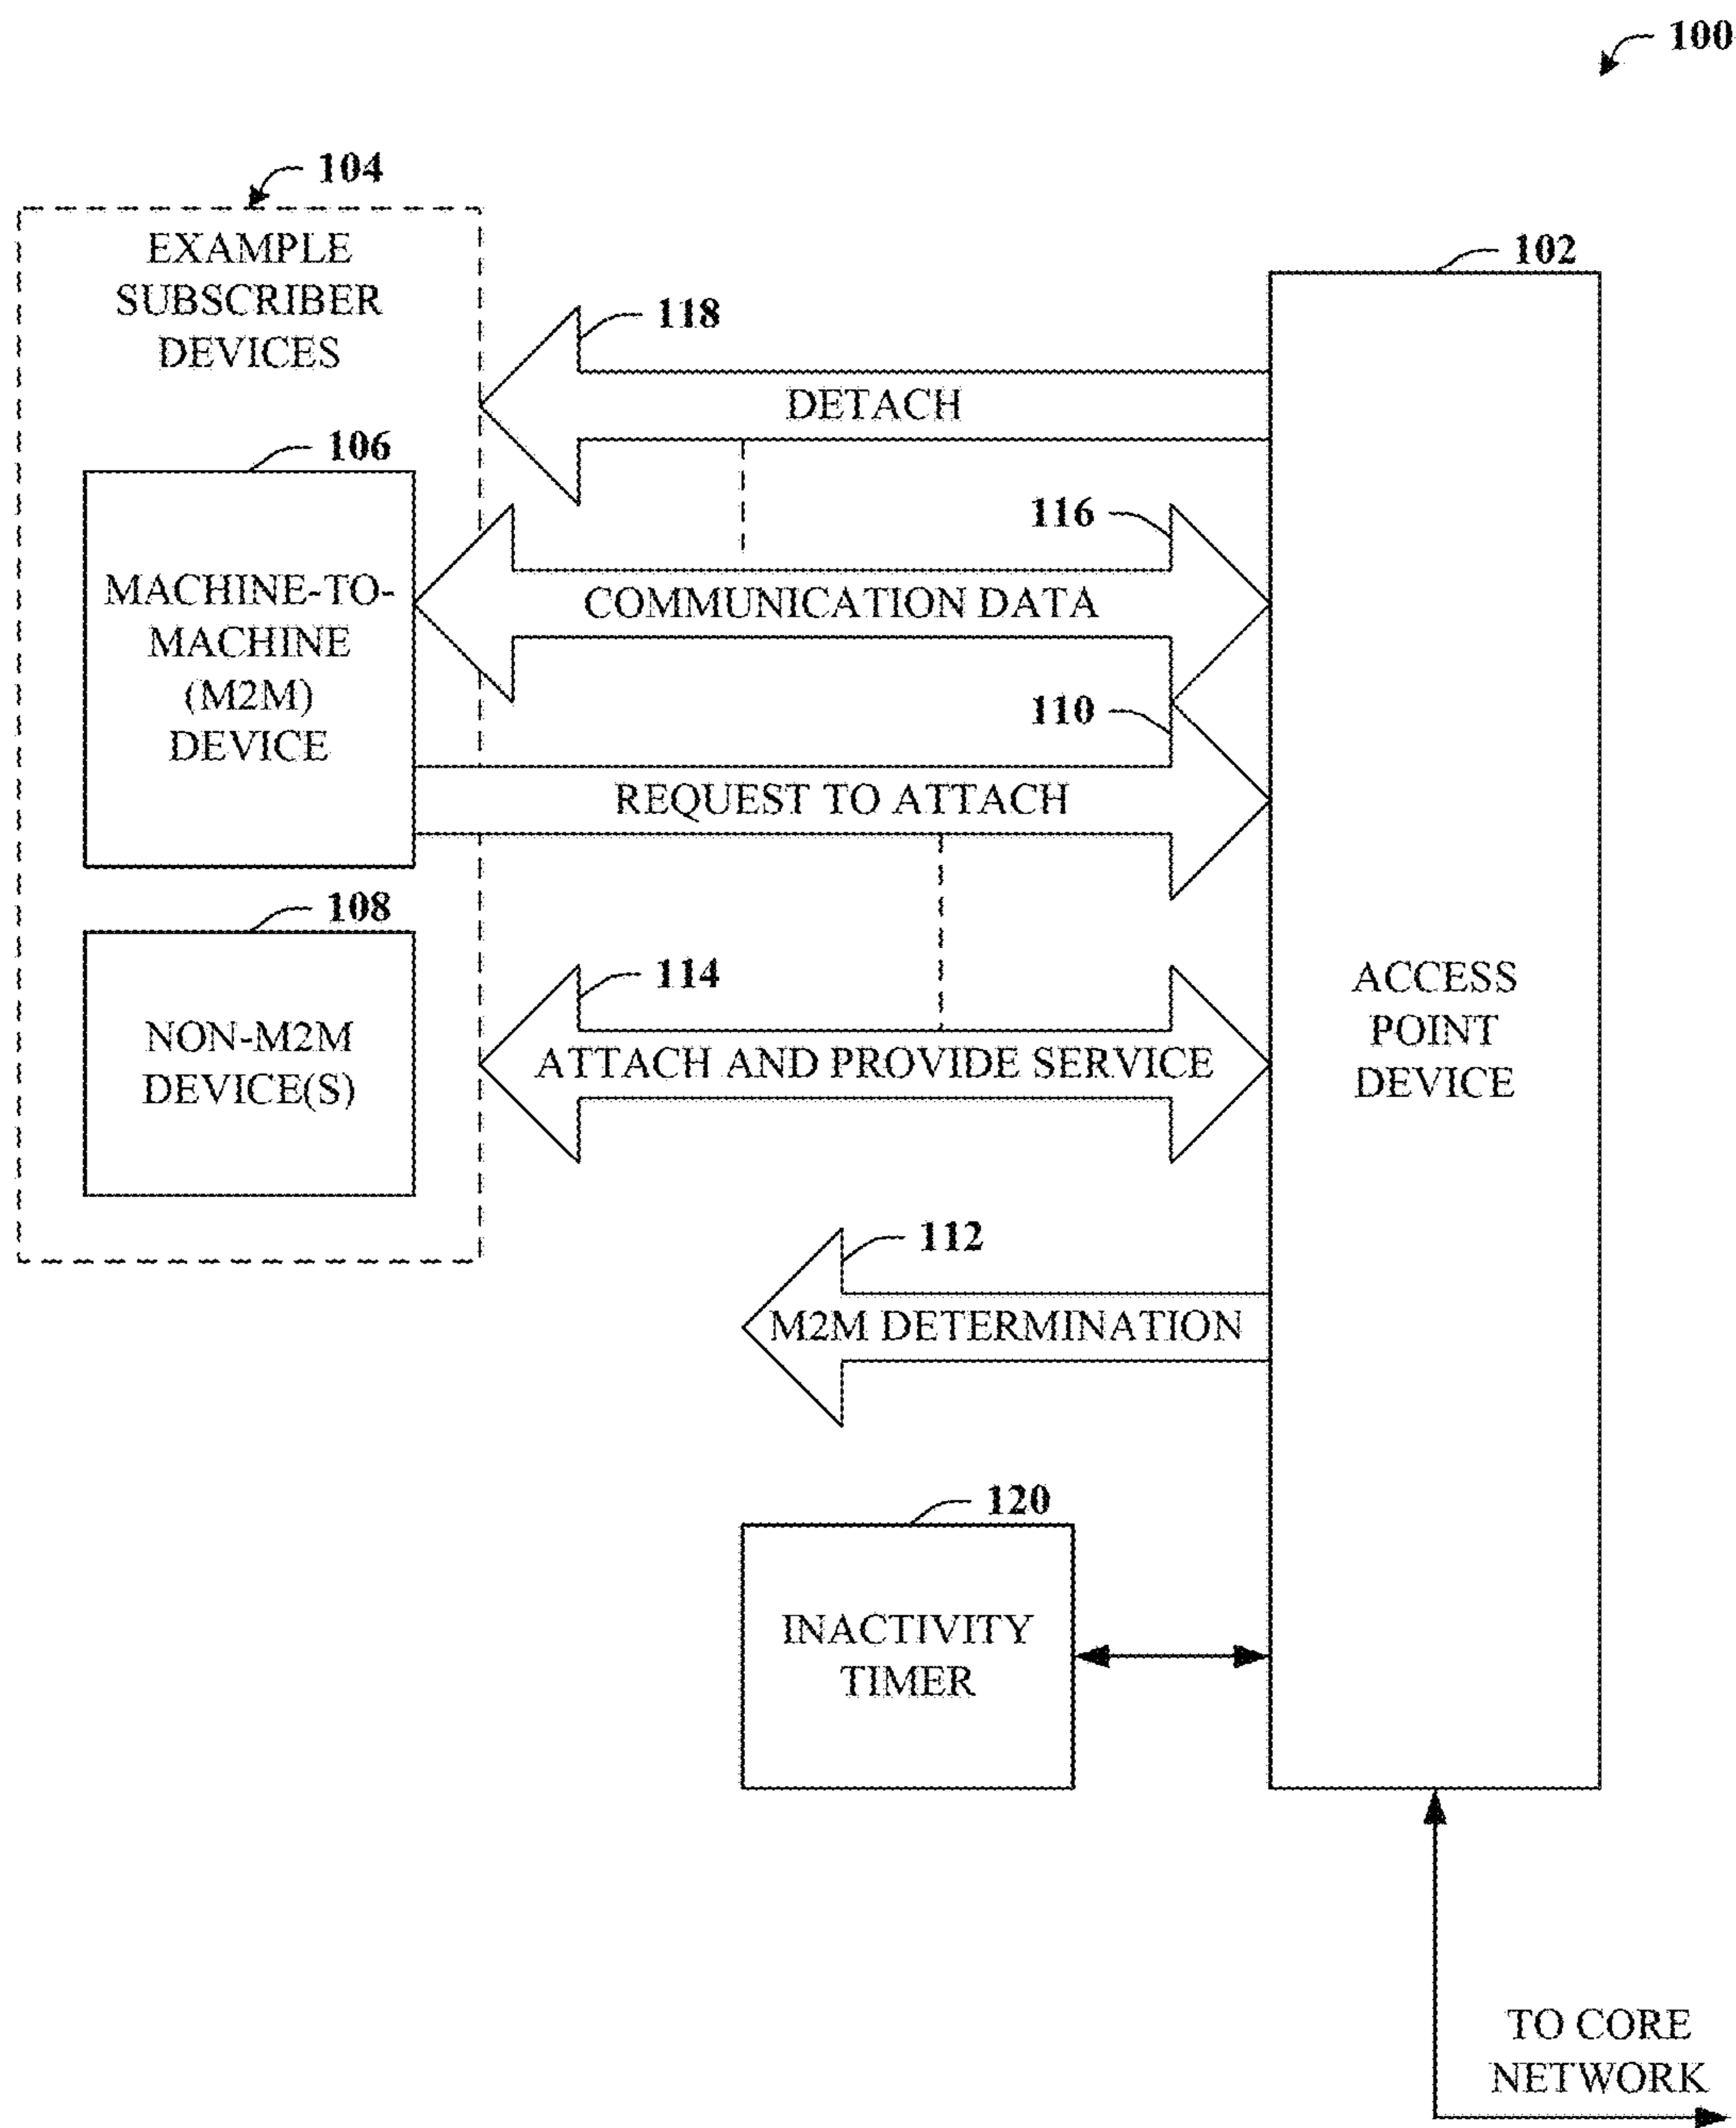 100
104
EXAMPLE
SUBSCRIBER
DEVICES
102
118
DETACH
106
MACHINE-TO-
MACHINE
(M2M)
DEVICE
116
COMMUNICATION DATA
110
REQUEST TO ATTACH
108
NON-M2M
DEVICE(S)
114
ATTACH AND PROVIDE SERVICE
ACCESS
POINT
DEVICE
112
M2M DETERMINATION
120
INACTIVITY
TIMER
TO CORE
NETWORK